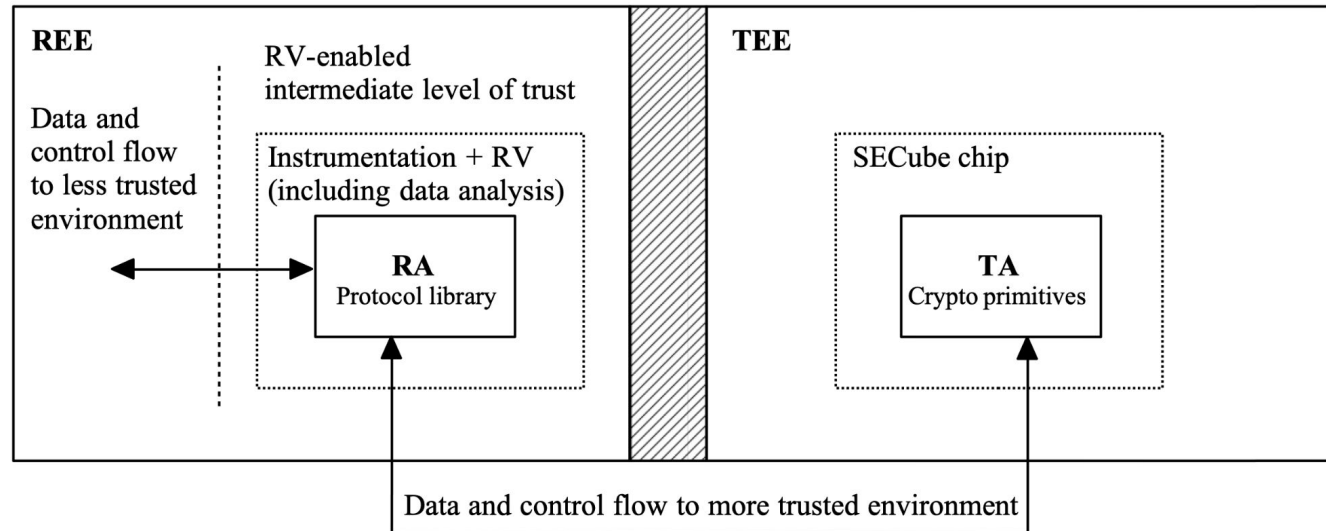 REE
RV-enabled
intermediate level of trust
Data and
control flow
to less trusted
environment
Instrumentation + RV
(including data analysis)
RA
Protocol library
TEE
SECube chip
TA
Crypto primitives
Data and control flow to more trusted environment